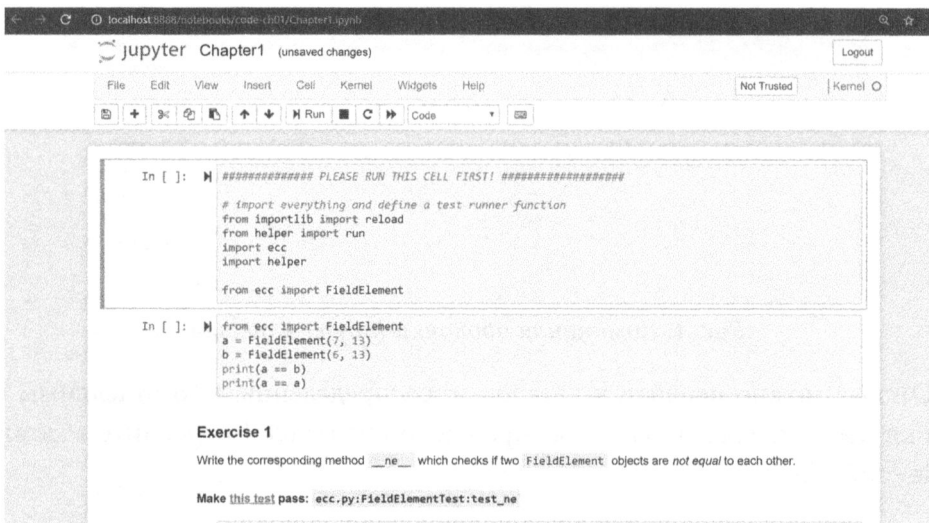 localhost:8888/notebooks/code-ch01/Chapter1.ipynb
jupyter Chapter1 (unsaved changes)
Logout
File Edit View Insert Cell Kernel Widgets Help
Not Trusted
Kernel
Run
Code
In [ ]: ############## PLEASE RUN THIS CELL FIRST! ###################
# import everything and define a test runner function
from importlib import reload
from helper import run
import ecc
import helper
from ecc import FieldElement
In [ ]: from ecc import FieldElement
a = FieldElement(7, 13)
b = FieldElement(6, 13)
print(a == b)
print(a == a)
Exercise 1
Write the corresponding method __ne__ which checks if two FieldElement objects are not equal to each other.
Make this test pass: ecc.py:FieldElementTest:test_ne